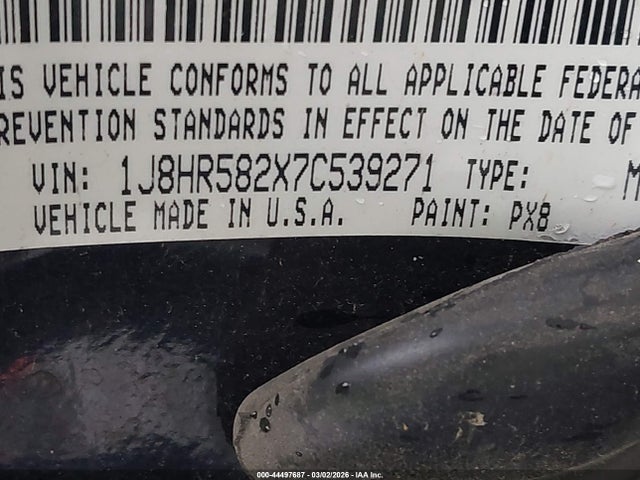 IS VEHICLE CONFORMS TO ALL APPLICABLE FEDERA
REVENTION STANDARDS IN EFFECT ON THE DATE OF
VIN: 1J8HR582X7C539271 TYPE: M
VEHICLE MADE IN U.S.A. PAINT: PX8
000-44497687 - 03/02/2026 - IAA Inc.